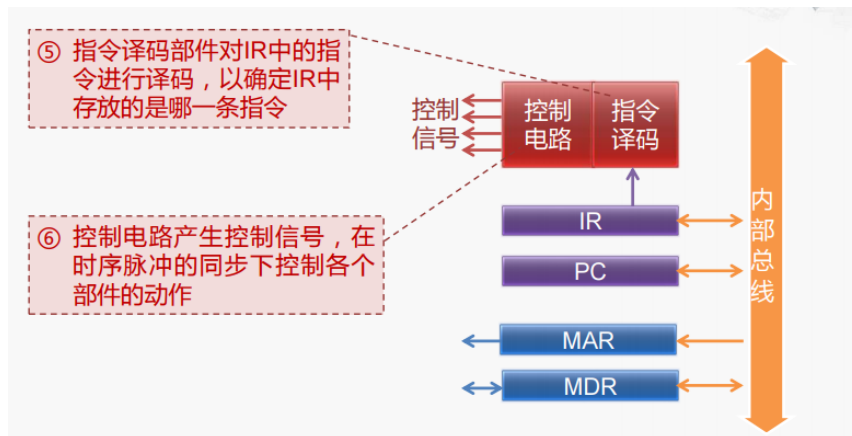 ⑤ 指令译码部件对IR中的指
令进行译码，以确定IR中
存放的是哪一条指令
控制
信号
控制
电路
指令
译码
⑥ 控制电路产生控制信号，在
时序脉冲的同步下控制各个
部件的动作
IR
PC
MAR
MDR
内
部
总
线